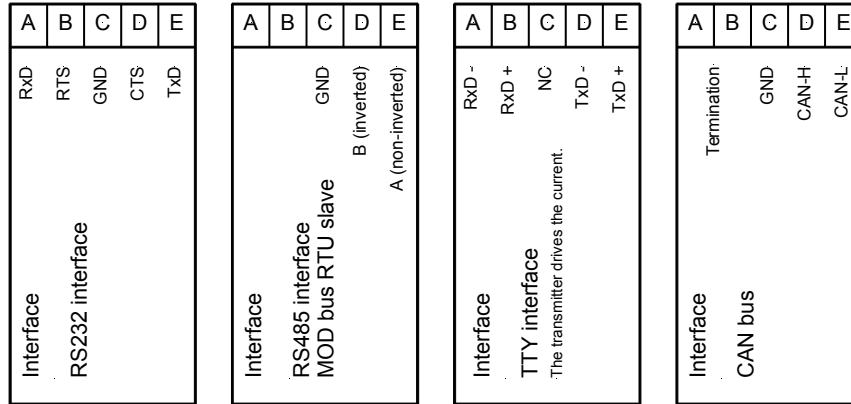 A B C D E
RxD
RTS
GND
CTS
TxD
Interface
RS232 interface
A B C D E
GND
B (inverted)
A (non-inverted)
Interface
RS485 interface
MOD bus RTU slave
A B C D E
RxD -
RxD +
NC
TxD -
TxD +
Interface
TTY interface
The transmitter drives the current.
A B C D E
Termination
GND
CAN-H
CAN-L
Interface
CAN bus